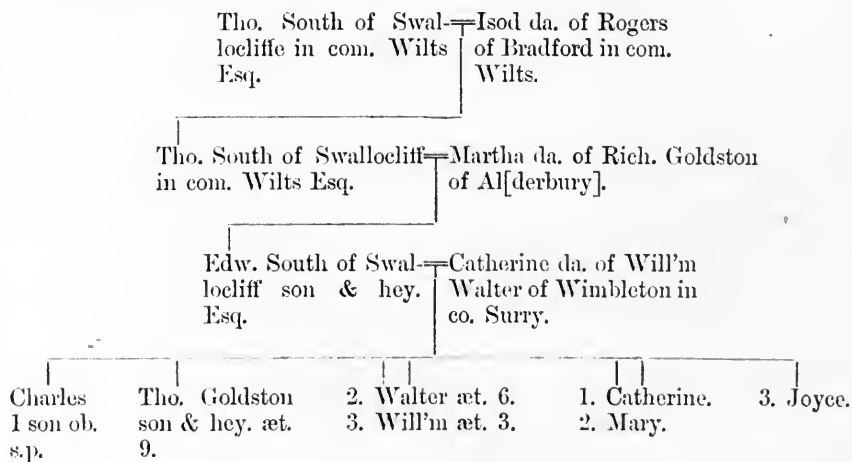 Tho. South of Swal-
locliffe in com. Wilts
Esq.
Isod da. of Rogers
of Bradford in com.
Wilts.
Tho. South of Swallocliff
in com. Wilts Esq.
Martha da. of Rich. Goldston
of Al[derbury].
Edw. South of Swal-
locliff son & hey.
Esq.
Catherine da. of Will'm
Walter of Wimbleton in
co. Surry.
Charles
1 son ob.
s.p.
Tho. Goldston
son & hey. æt.
9.
2. Walter æt. 6.
3. Will'm æt. 3.
1. Catherine.
2. Mary.
3. Joyce.